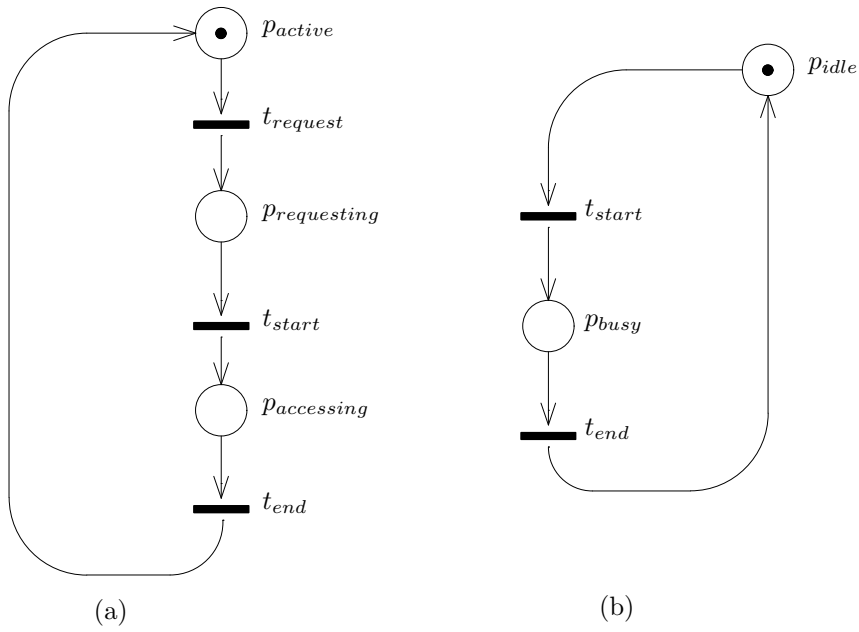 p_active
t_request
p_requesting
t_start
p_accessing
t_end
(a)
p_idle
t_start
p_busy
t_end
(b)